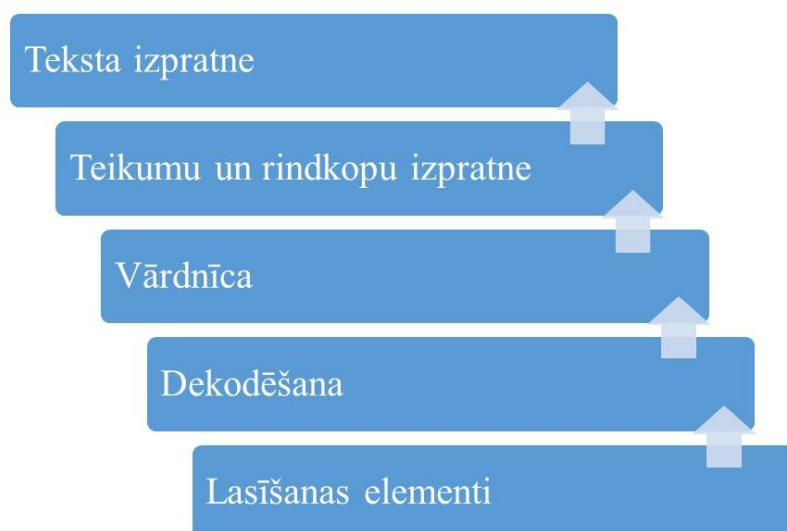 Teksta izpratne
Teikumu un rindkopu izpratne
Vārdnīca
Dekodēšana
Lasīšanas elementi